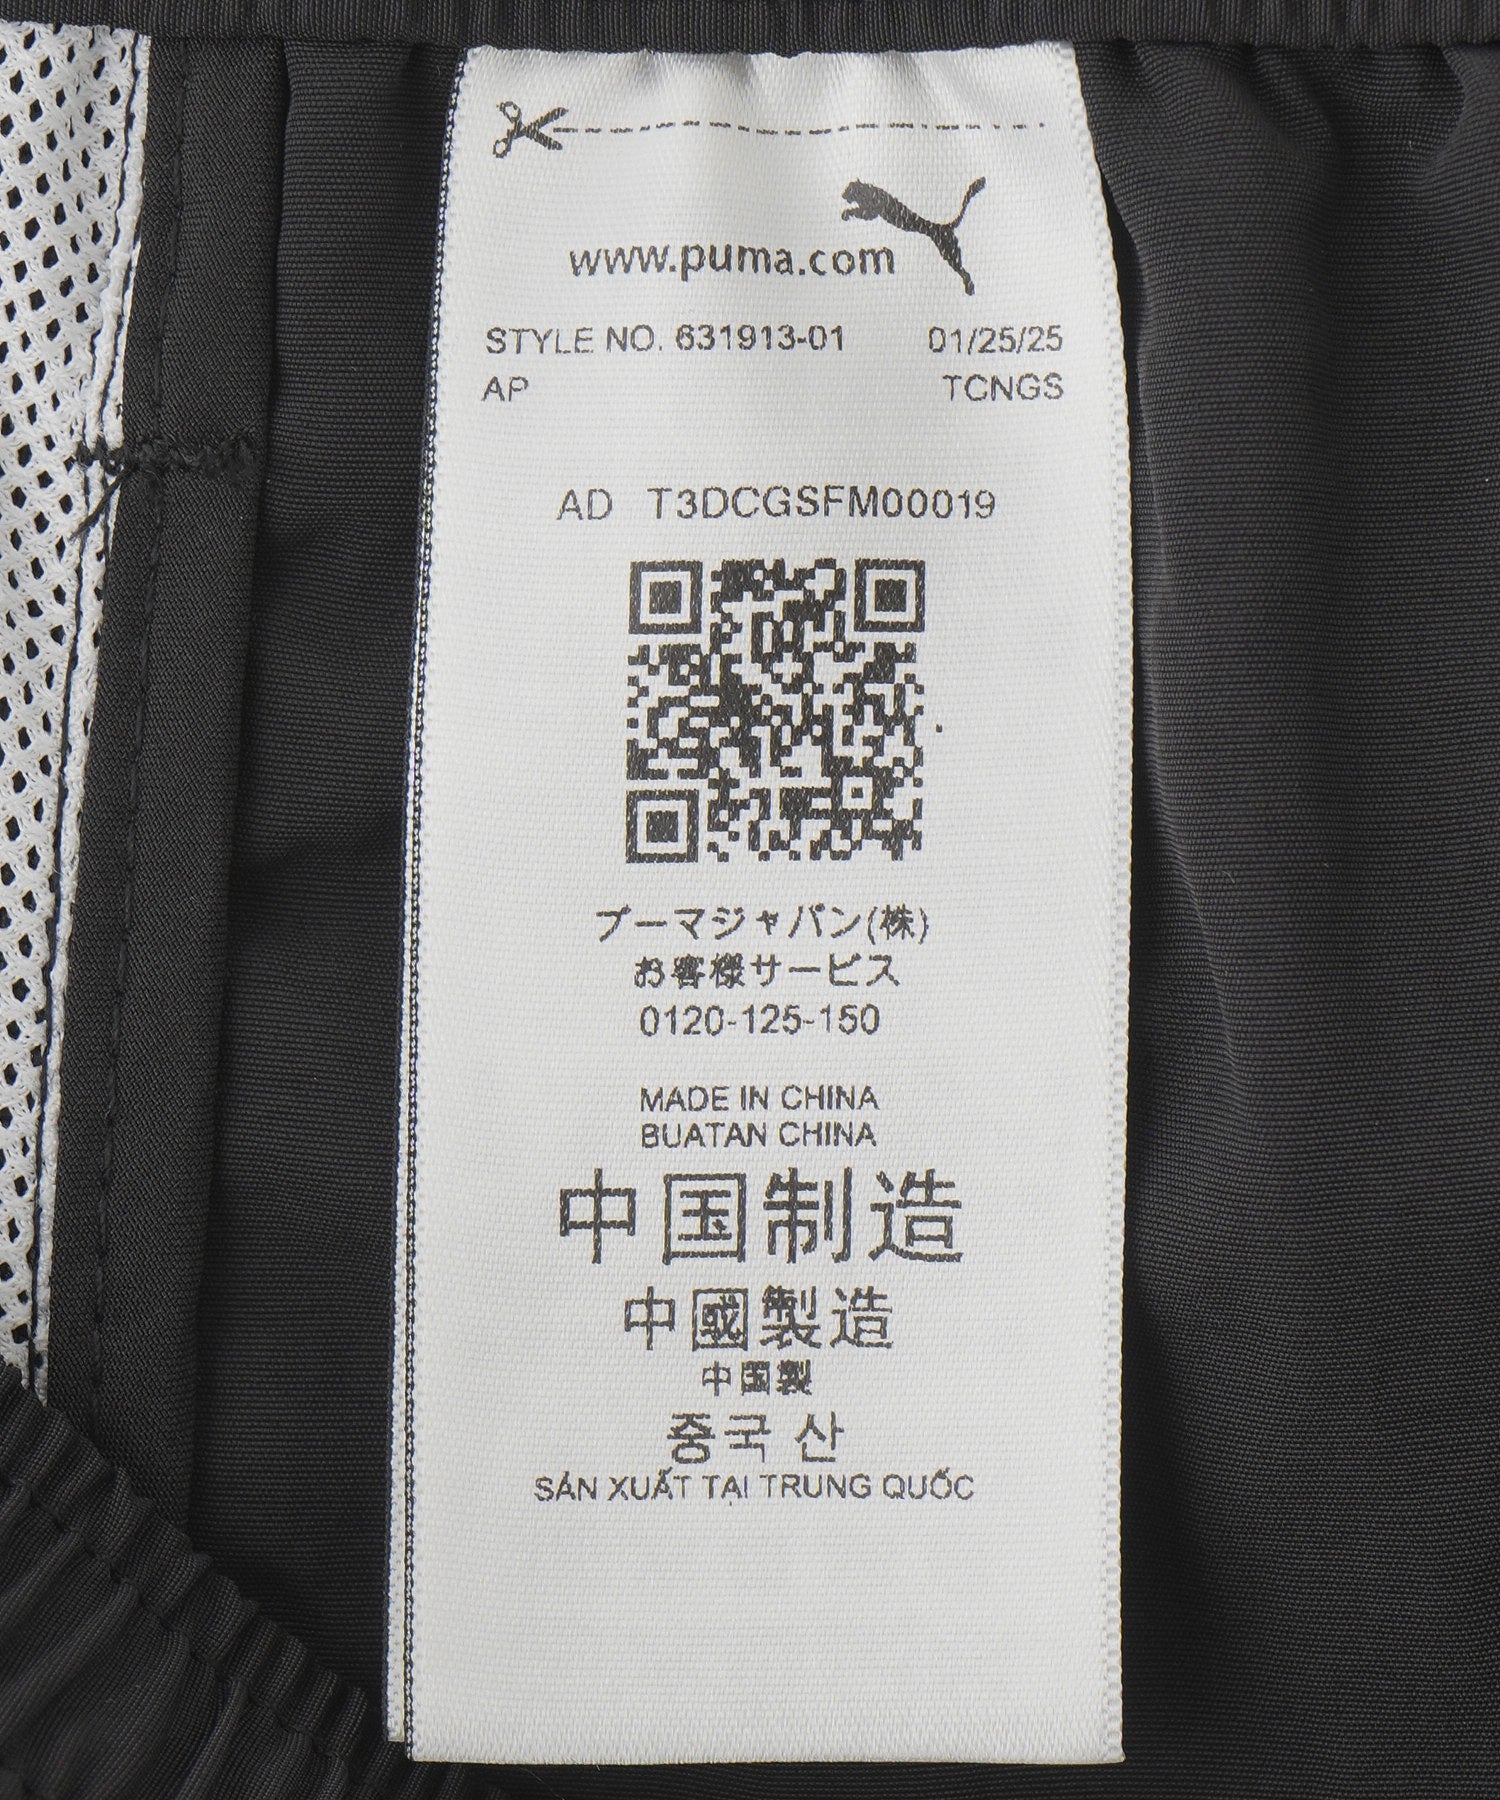 www.puma.com
STYLE NO. 631913-01 01/25/25
AP TCNGS
AD T3DCGSFM00019
プーマジャパン(株)
お客様サービス
0120-125-150
MADE IN CHINA
BUATAN CHINA
中国制造
中國製造
中国製
중국 산
SẢN XUẤT TẠI TRUNG QUỐC